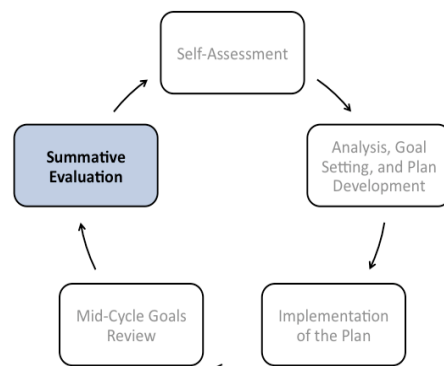 Self-Assessment
Analysis, Goal
Setting, and Plan
Development
Implementation
of the Plan
Mid-Cycle Goals
Review
Summative
Evaluation